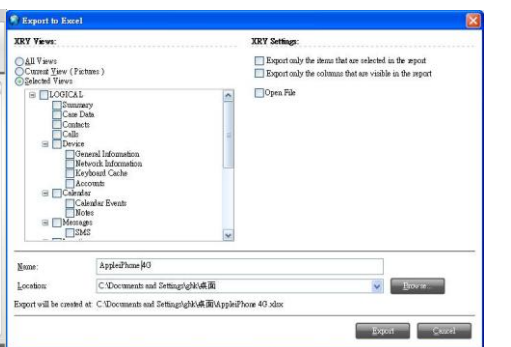 Export to Excel
XRY Views:
All Views
Current View ( Pictures )
Selected Views
LOGICAL
Summary
Case Data
Contacts
Calls
Device
General Information
Network Information
Keyboard Cache
Accounts
Calendar
Calendar Events
Notes
Messages
SMS
XRY Settings:
Export only the items that are selected in the report
Export only the columns that are visible in the report
Open File
Name:
AppleiPhone 4G
Location:
C:\Documents and Settings\ghk\桌面
Browse...
Export will be created at: C:\Documents and Settings\ghk\桌面\AppleiPhone 4G.xlsx
Export
Cancel